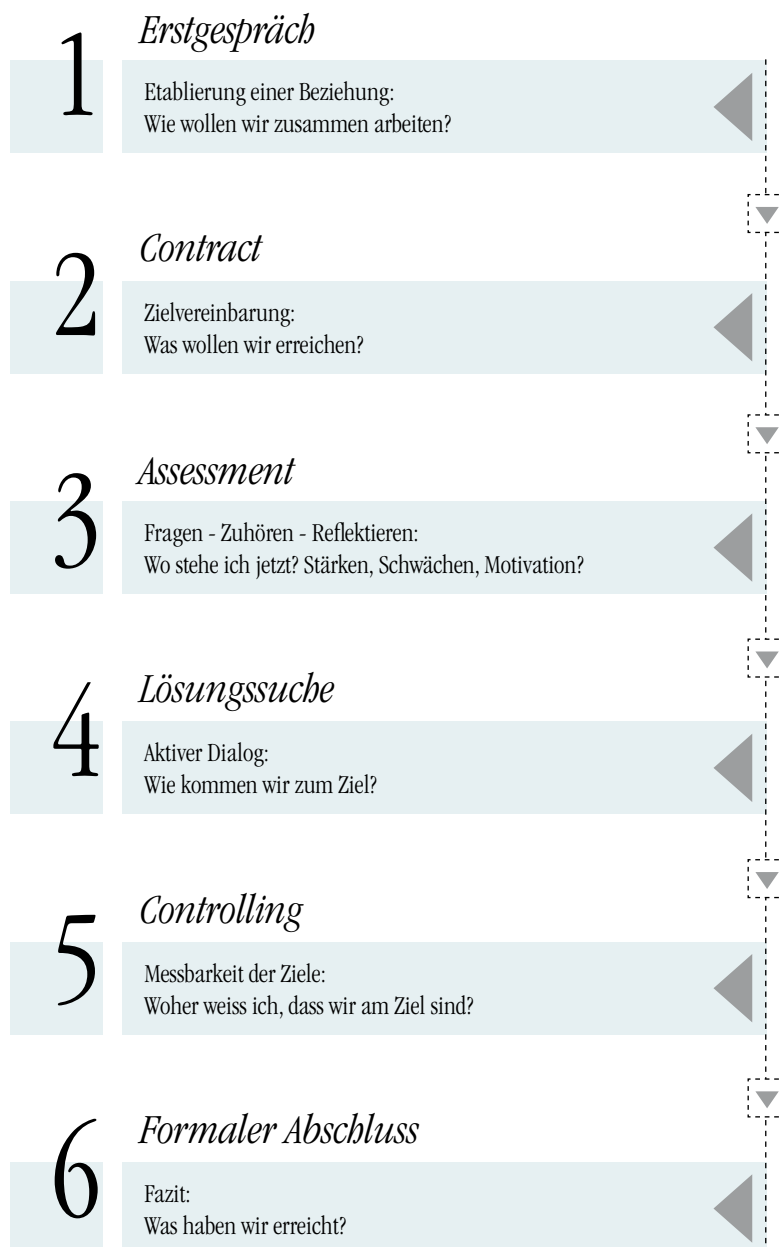 1
Erstgespräch
Etablierung einer Beziehung:
Wie wollen wir zusammen arbeiten?
2
Contract
Zielvereinbarung:
Was wollen wir erreichen?
3
Assessment
Fragen - Zuhören - Reflektieren:
Wo stehe ich jetzt? Stärken, Schwächen, Motivation?
4
Lösungssuche
Aktiver Dialog:
Wie kommen wir zum Ziel?
5
Controlling
Messbarkeit der Ziele:
Woher weiss ich, dass wir am Ziel sind?
6
Formaler Abschluss
Fazit:
Was haben wir erreicht?